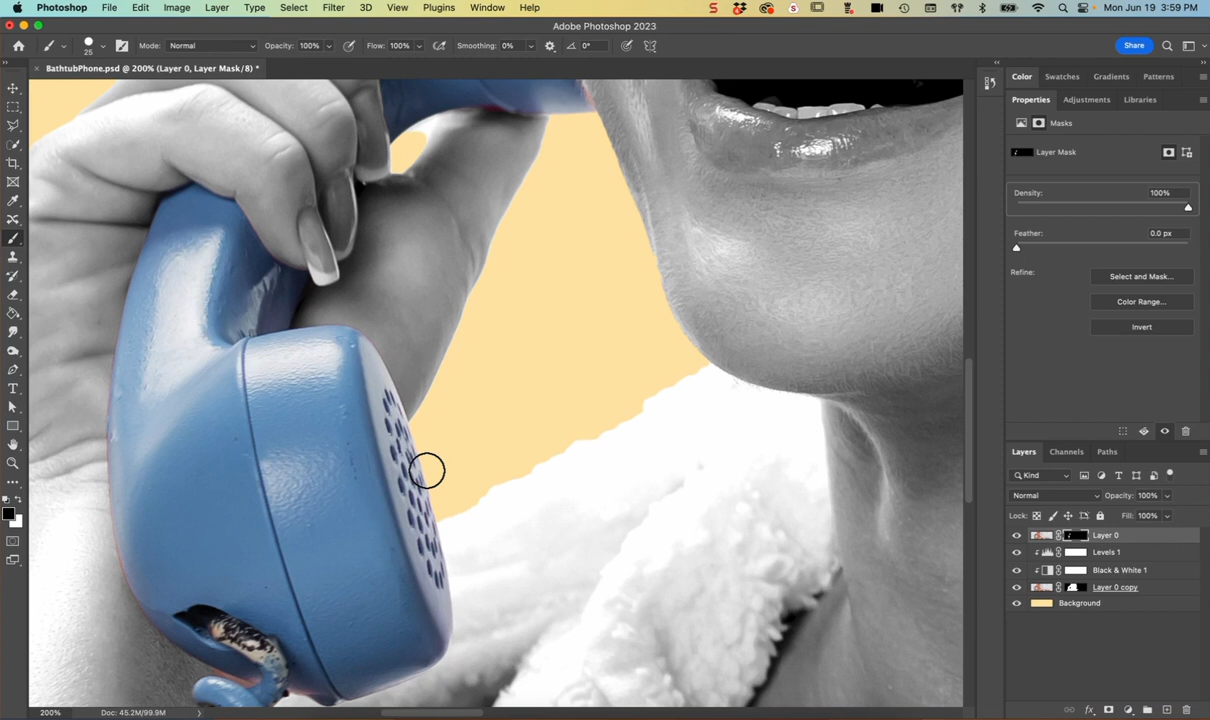 Photoshop File Edit Image Layer Type Select Filter 3D View Plugins Window Help Mon Jun 19 3:59 PM
Adobe Photoshop 2023
25 Mode: Normal Opacity: 100% Flow: 100% Smoothing: 0% 0° Share
× BathtubPhone.psd @ 200% (Layer 0, Layer Mask/8) *
Color Swatches Gradients Patterns
Properties Adjustments Libraries
Masks
Layer Mask
Density: 100%
Feather: 0.0 px
Refine: Select and Mask...
Color Range...
Invert
Layers Channels Paths
Kind
Normal Opacity: 100%
Lock: Fill: 100%
Layer 0
Levels 1
Black & White 1
Layer 0 copy
Background
200% Doc: 45.2M/99.9M